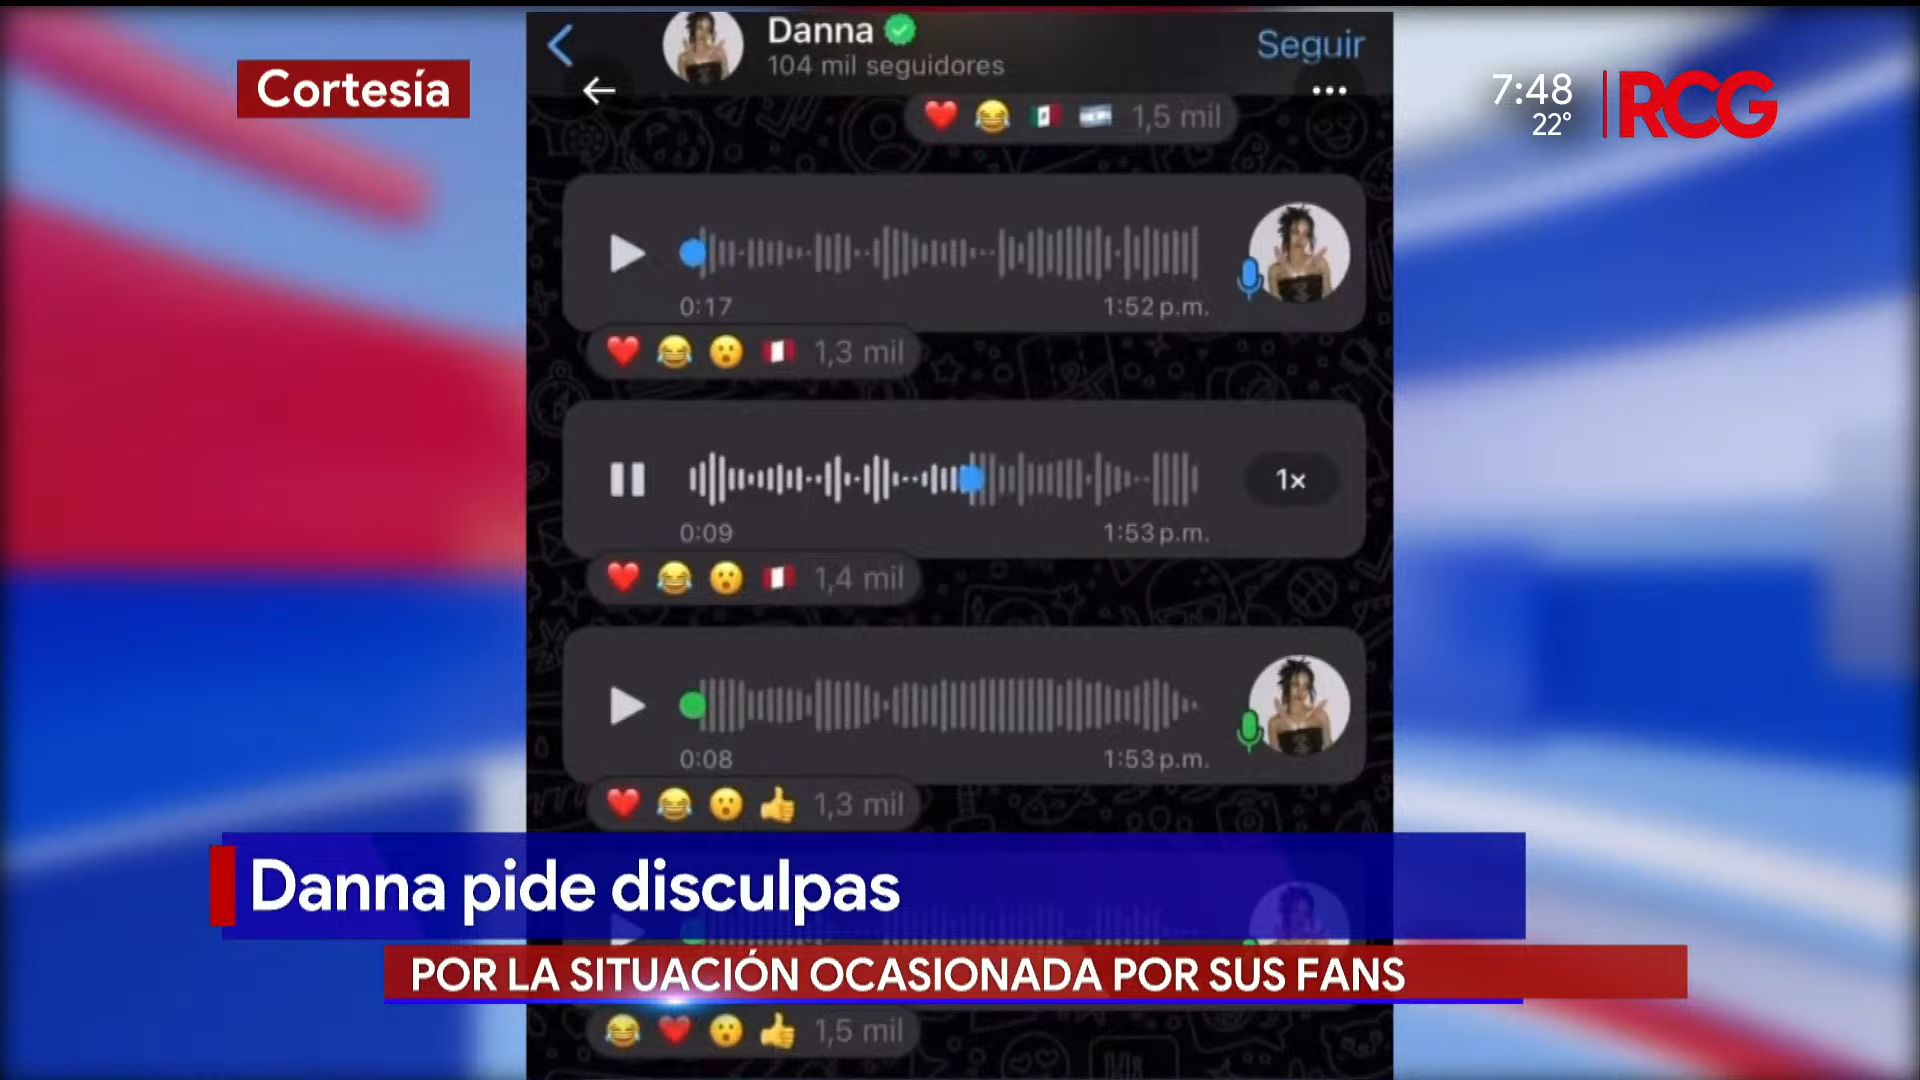 Cortesía
Danna
104 mil seguidores
Seguir
7:48
22°
RCG
1,5 mil
0:17
1:52 p.m.
1,3 mil
1x
0:09
1:53 p.m.
1,4 mil
0:08
1:53 p.m.
1,3 mil
Danna pide disculpas
POR LA SITUACIÓN OCASIONADA POR SUS FANS
1,5 mil